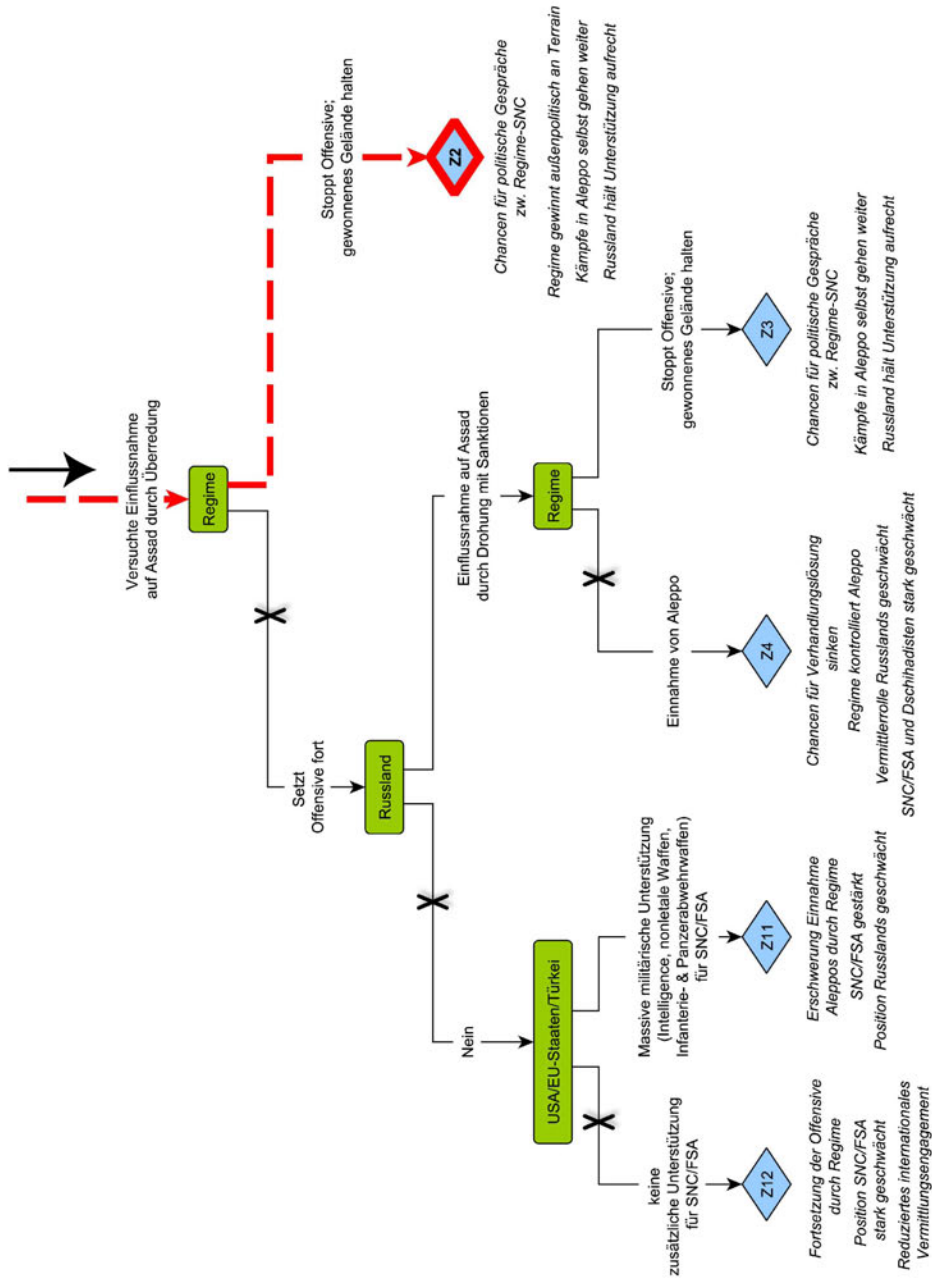 Versuchte Einflussnahme
auf Assad durch Überredung
Regime
Stoppt Offensive;
gewonnenes Gelände halten
Z2
Chancen für politische Gespräche
zw. Regime-SNC
Regime gewinnt außenpolitisch an Terrain
Kämpfe in Aleppo selbst gehen weiter
Russland hält Unterstützung aufrecht
Setzt
Offensive fort
Russland
Einflussnahme auf Assad
durch Drohung mit Sanktionen
Regime
Stoppt Offensive;
gewonnenes Gelände halten
Z3
Chancen für politische Gespräche
zw. Regime-SNC
Kämpfe in Aleppo selbst gehen weiter
Russland hält Unterstützung aufrecht
Einnahme von Aleppo
Z4
Chancen für Verhandlungslösung
sinken
Regime kontrolliert Aleppo
Vermittlerrolle Russlands geschwächt
SNC/FSA und Dschihadisten stark geschwächt
Nein
USA/EU-Staaten/Türkei
Massive militärische Unterstützung
(Intelligence, nonletale Waffen,
Infanterie- & Panzerabwehrwaffen)
für SNC/FSA
Z11
Erschwerung Einnahme
Aleppos durch Regime
SNC/FSA gestärkt
Position Russlands geschwächt
keine
zusätzliche Unterstützung
für SNC/FSA
Z12
Fortsetzung der Offensive
durch Regime
Position SNC/FSA
stark geschwächt
Reduziertes internationales
Vermittlungsengagement